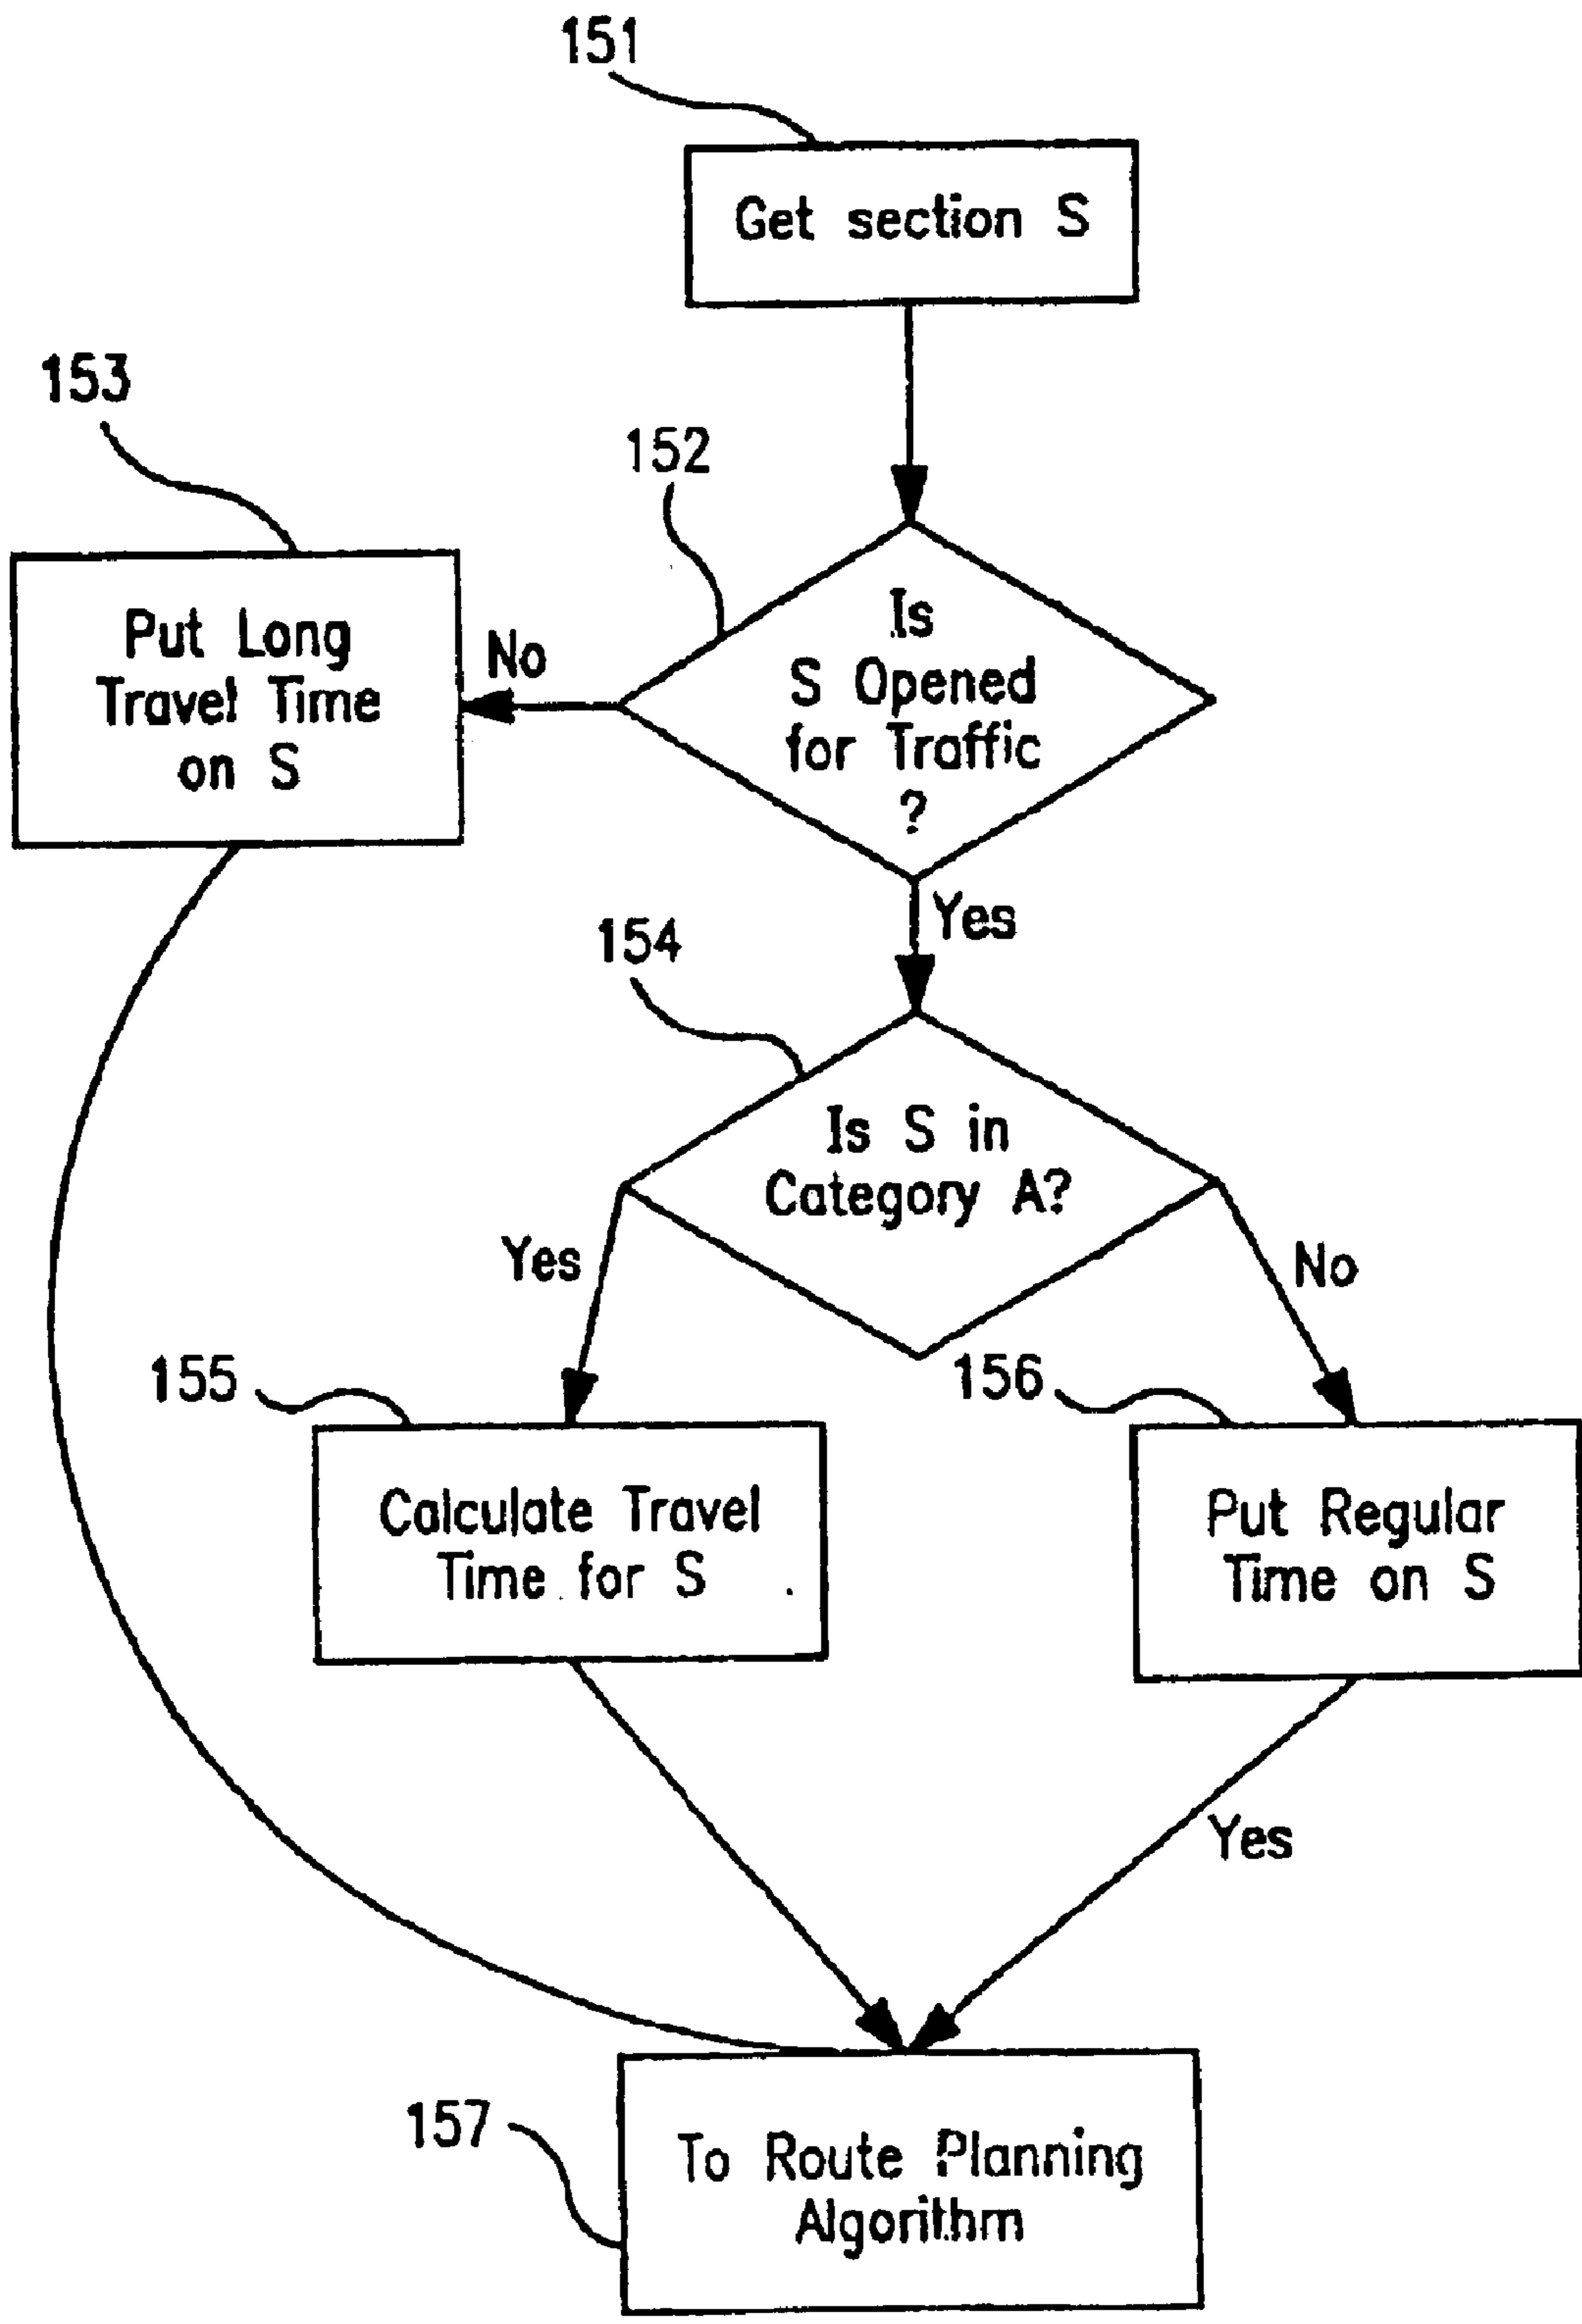 151
Get section S
153
152
Put Long
Travel Time
on S
No
Is
S Opened
for Traffic
?
Yes
154
Is S in
Category A?
Yes
No
155
156
Calculate Travel
Time for S
Put Regular
Time on S
Yes
157
To Route Planning
Algorithm